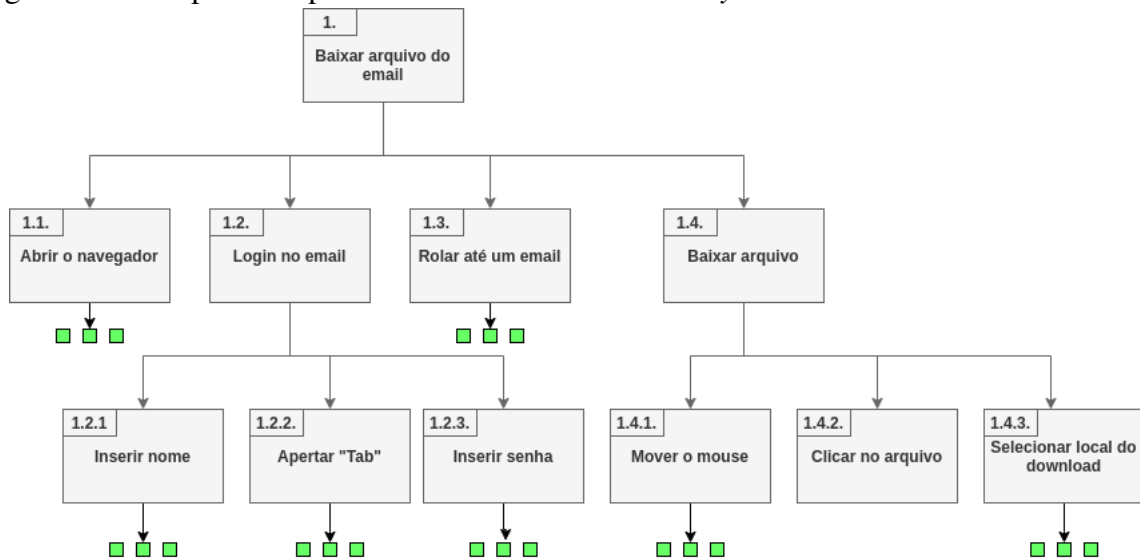 1.
Baixar arquivo do
email
1.1.
Abrir o navegador
1.2.
Login no email
1.3.
Rolar até um email
1.4.
Baixar arquivo
1.2.1
Inserir nome
1.2.2.
Apertar "Tab"
1.2.3.
Inserir senha
1.4.1.
Mover o mouse
1.4.2.
Clicar no arquivo
1.4.3.
Selecionar local do
download